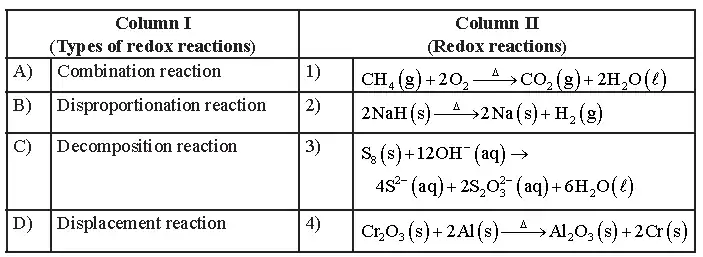 Column I
(Types of redox reactions)
Column II
(Redox reactions)
A) Combination reaction 1) CH₄(g)+2O₂ —Δ→ CO₂(g)+2H₂O(ℓ)
B) Disproportionation reaction 2) 2NaH(s) —Δ→ 2Na(s)+H₂(g)
C) Decomposition reaction 3) S₈(s)+12OH⁻(aq)→
4S²⁻(aq)+2S₂O₃²⁻(aq)+6H₂O(ℓ)
D) Displacement reaction 4) Cr₂O₃(s)+2Al(s) —Δ→ Al₂O₃(s)+2Cr(s)